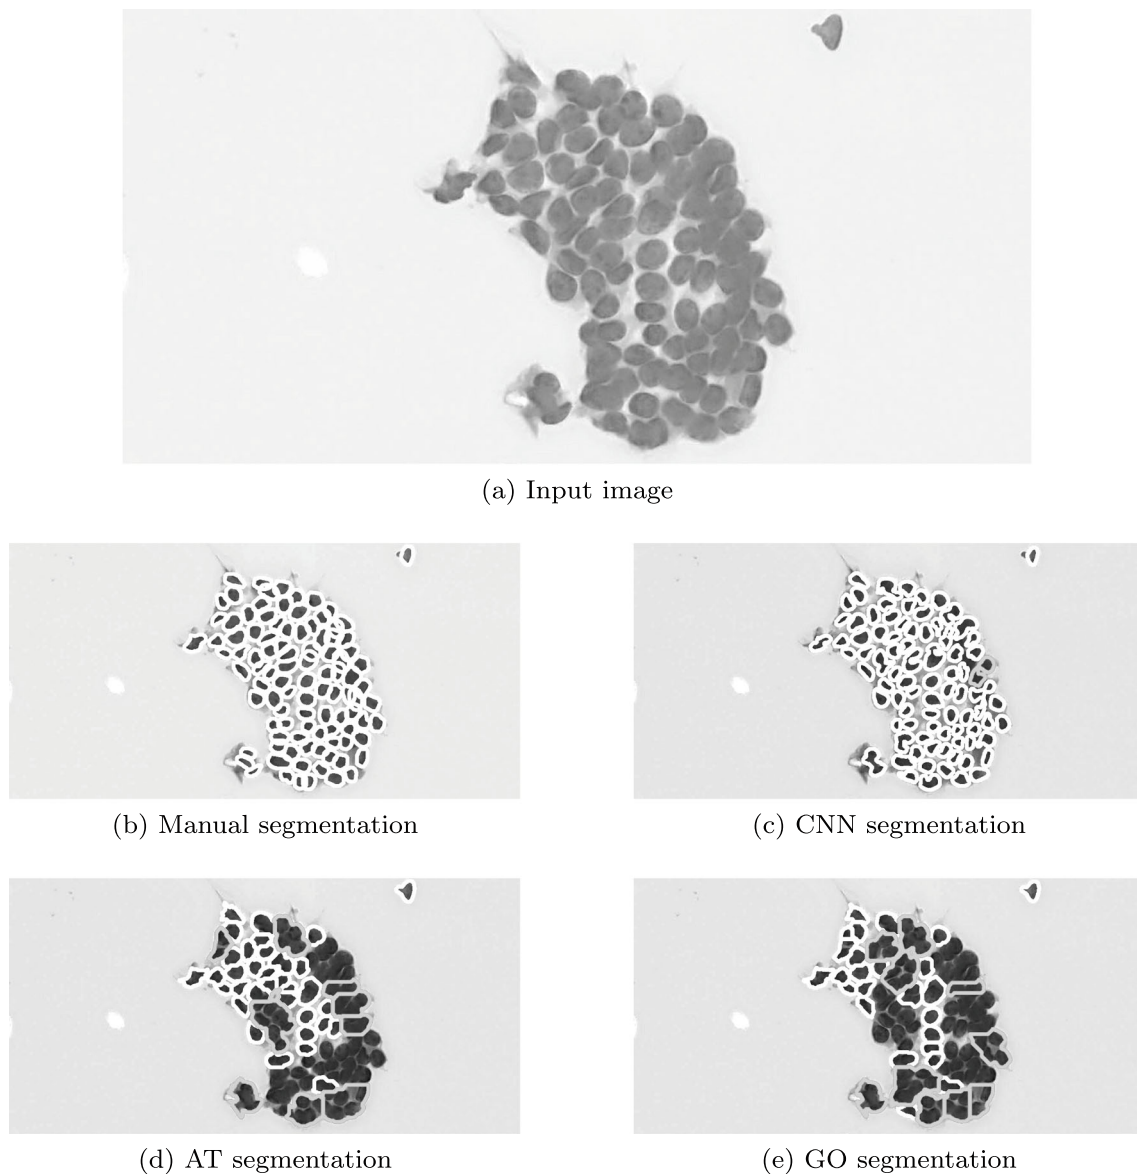 (a) Input image
(b) Manual segmentation
(c) CNN segmentation
(d) AT segmentation
(e) GO segmentation